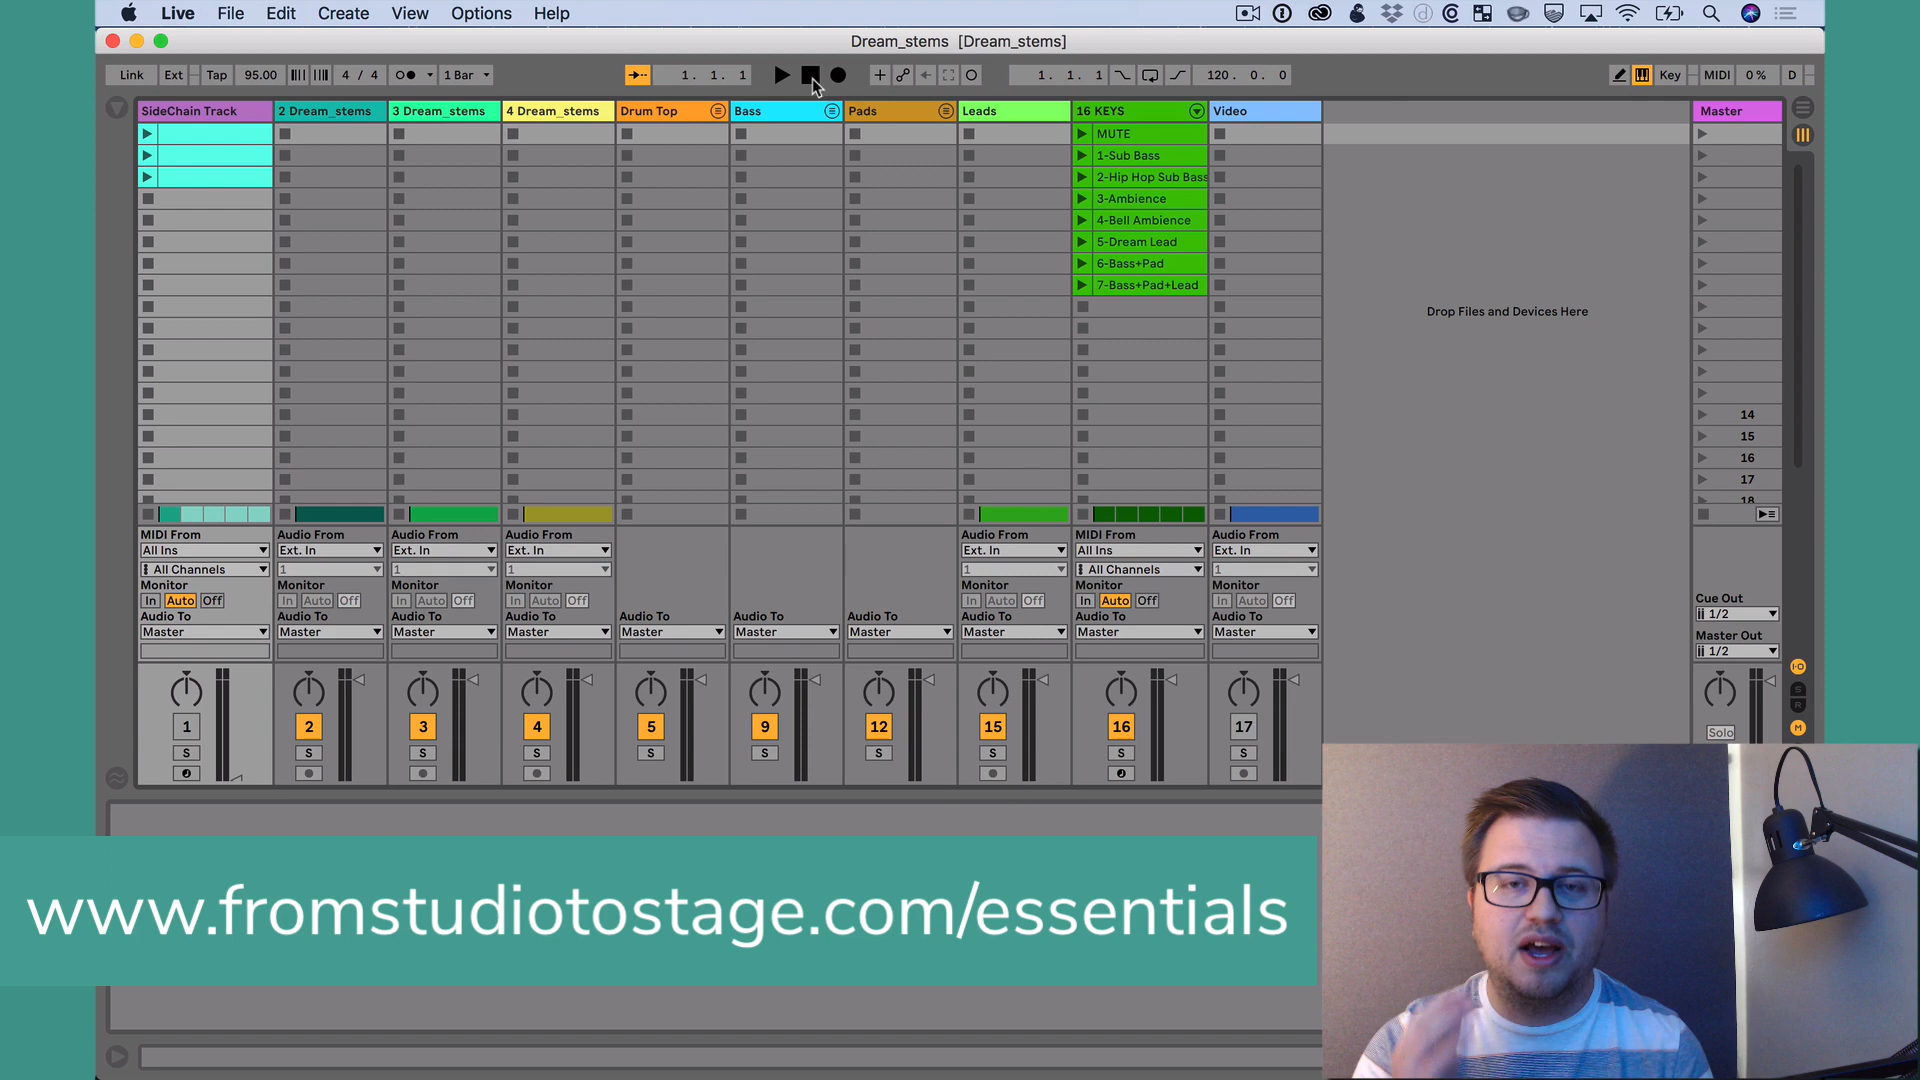 Live File Edit Create View Options Help
Dream_stems [Dream_stems]
Link Ext Tap 95.00 4 / 4 1 Bar 1. 1. 1 1. 1. 1 120. 0. 0 Key MIDI 0 % D
SideChain Track 2 Dream_stems 3 Dream_stems 4 Dream_stems Drum Top Bass Pads Leads 16 KEYS Video Master
MUTE
1-Sub Bass
2-Hip Hop Sub Bass
3-Ambience
4-Bell Ambience
5-Dream Lead
6-Bass+Pad
7-Bass+Pad+Lead
Drop Files and Devices Here
14
15
16
17
18
MIDI From Audio From Audio From Audio From Audio From MIDI From Audio From
All Ins Ext. In Ext. In Ext. In Ext. In All Ins Ext. In
All Channels 1 1 1 1 All Channels 1
Monitor Monitor Monitor Monitor Monitor Monitor Monitor
In Auto Off In Auto Off In Auto Off In Auto Off In Auto Off In Auto Off In Auto Off
Cue Out
1/2
Audio To Audio To Audio To Audio To Audio To Audio To Audio To Audio To Audio To Audio To
Master Master Master Master Master Master Master Master Master Master
Master Out
1/2
1 2 3 4 5 9 12 15 16 17 Solo
S S S S S S S S S S
I·O
S
R
M
www.fromstudiotostage.com/essentials